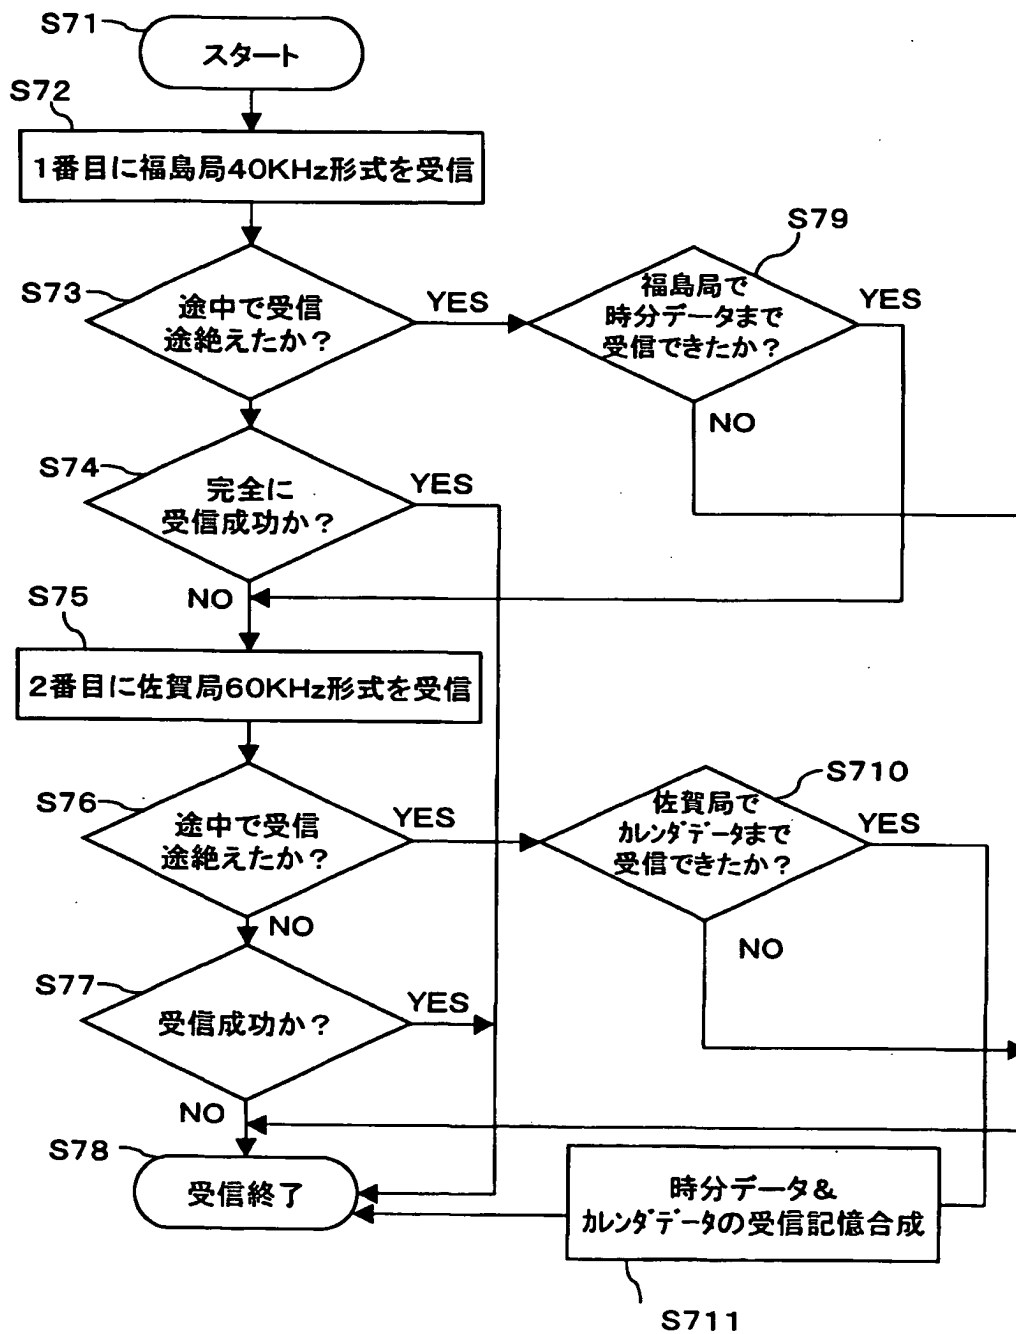 S71
スタート
S72
1番目に福島局40KHz形式を受信
S73
途中で受信
途絶えたか?
YES
S79
福島局で
時分データまで
受信できたか?
YES
NO
S74
完全に
受信成功か?
YES
NO
S75
2番目に佐賀局60KHz形式を受信
S76
途中で受信
途絶えたか?
YES
NO
S710
佐賀局で
カレンダデータまで
受信できたか?
YES
NO
S77
受信成功か?
YES
NO
S78
受信終了
時分データ&
カレンダデータの受信記憶合成
S711